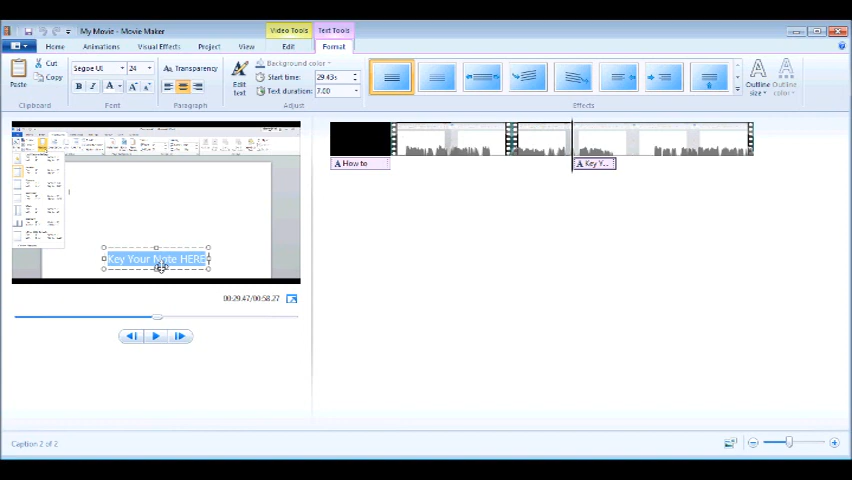 My Movie - Movie Maker
Video Tools
Text Tools
Home
Animations
Visual Effects
Project
View
Edit
Format
Paste
Cut
Copy
Clipboard
Segoe UI
24
B
I
A
A
A
Font
Transparency
Paragraph
A
Edit
text
Background color
Start time:
29.43s
Text duration:
7.00
Adjust
Effects
A
Outline
size
A
Outline
color
Key Your Note HERE
A How to
A Key Y...
00:29.47/00:58.27
Caption 2 of 2